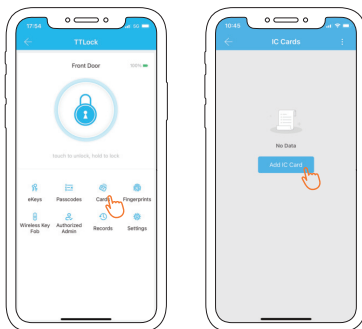 17:54
5G
TTLock
Front Door
100%
touch to unlock, hold to lock
eKeys
Passcodes
Cards
Fingerprints
Wireless Key
Fob
Authorized
Admin
Records
Settings
10:45
IC Cards
No Data
Add IC Card